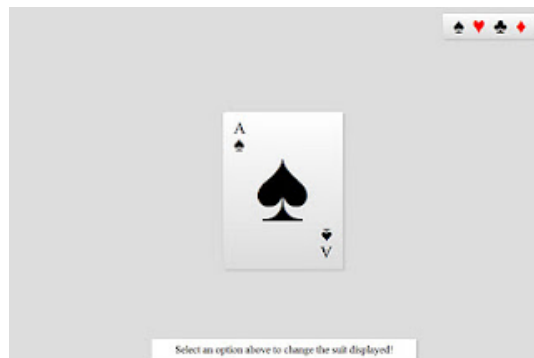 ♠ ♥ ♣ ♦
A
♠
♠
A
Select an option above to change the suit displayed!